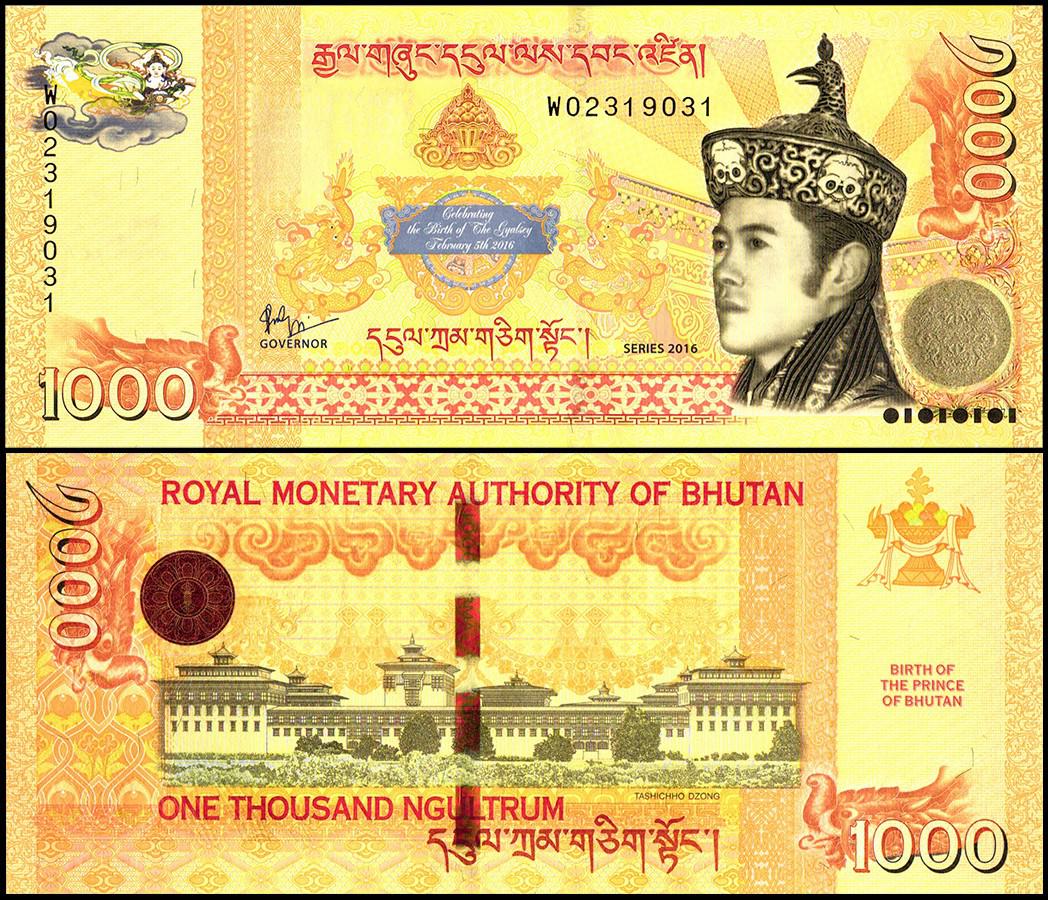 རྒྱལ་གཞུང་དངུལ་ལས་དབང་འཛིན།
W02319031
1000
W02319031
Celebrating
the Birth of The Gyalsey
February 5th 2016
GOVERNOR
དངུལ་ཀྲམ་གཅིག་སྟོང་།
SERIES 2016
1000
ROYAL MONETARY AUTHORITY OF BHUTAN
1000
BIRTH OF
THE PRINCE
OF BHUTAN
TASHICHHO DZONG
ONE THOUSAND NGULTRUM
དངུལ་ཀྲམ་གཅིག་སྟོང་།
1000